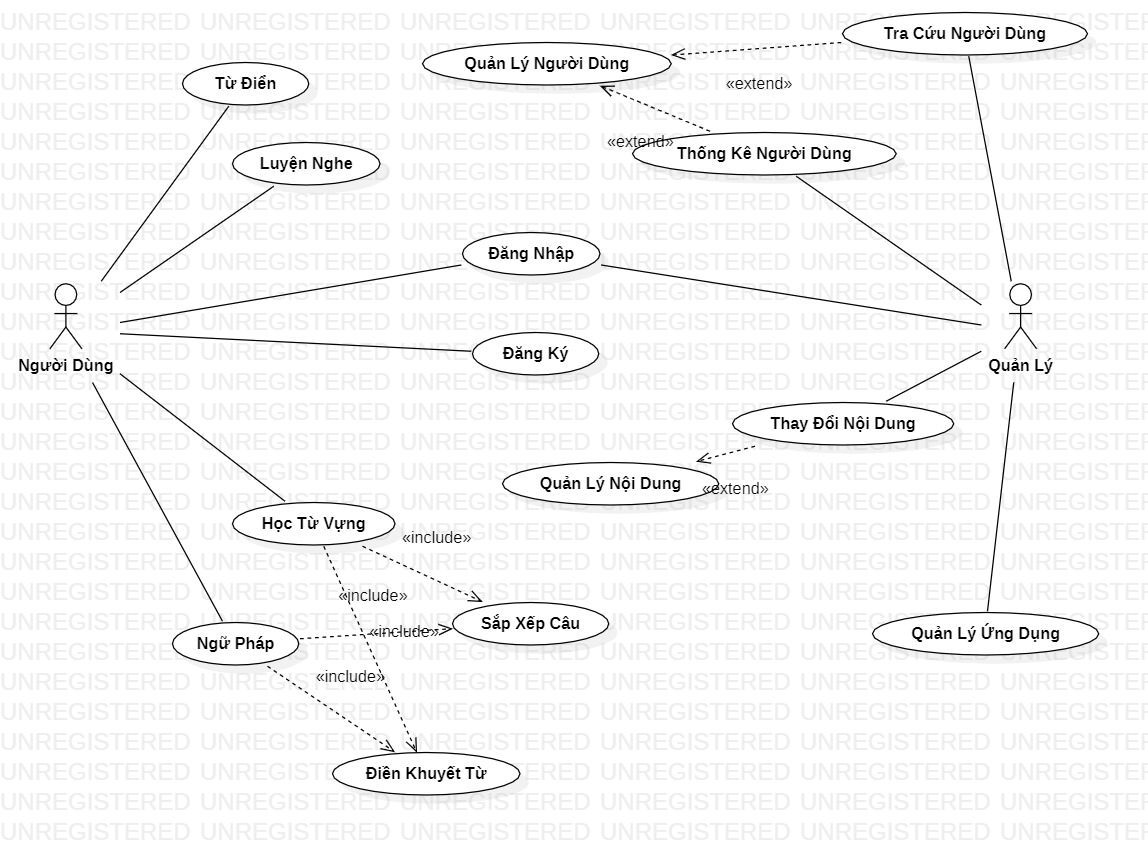 Tra Cứu Người Dùng
Quản Lý Người Dùng
Từ Điển
«extend»
«extend»
Thống Kê Người Dùng
Luyện Nghe
Đăng Nhập
Đăng Ký
Người Dùng
Quản Lý
Thay Đổi Nội Dung
Quản Lý Nội Dung
«extend»
Học Từ Vựng
«include»
«include»
Sắp Xếp Câu
«include»
Ngữ Pháp
Quản Lý Ứng Dụng
«include»
Điền Khuyết Từ
UNREGISTERED